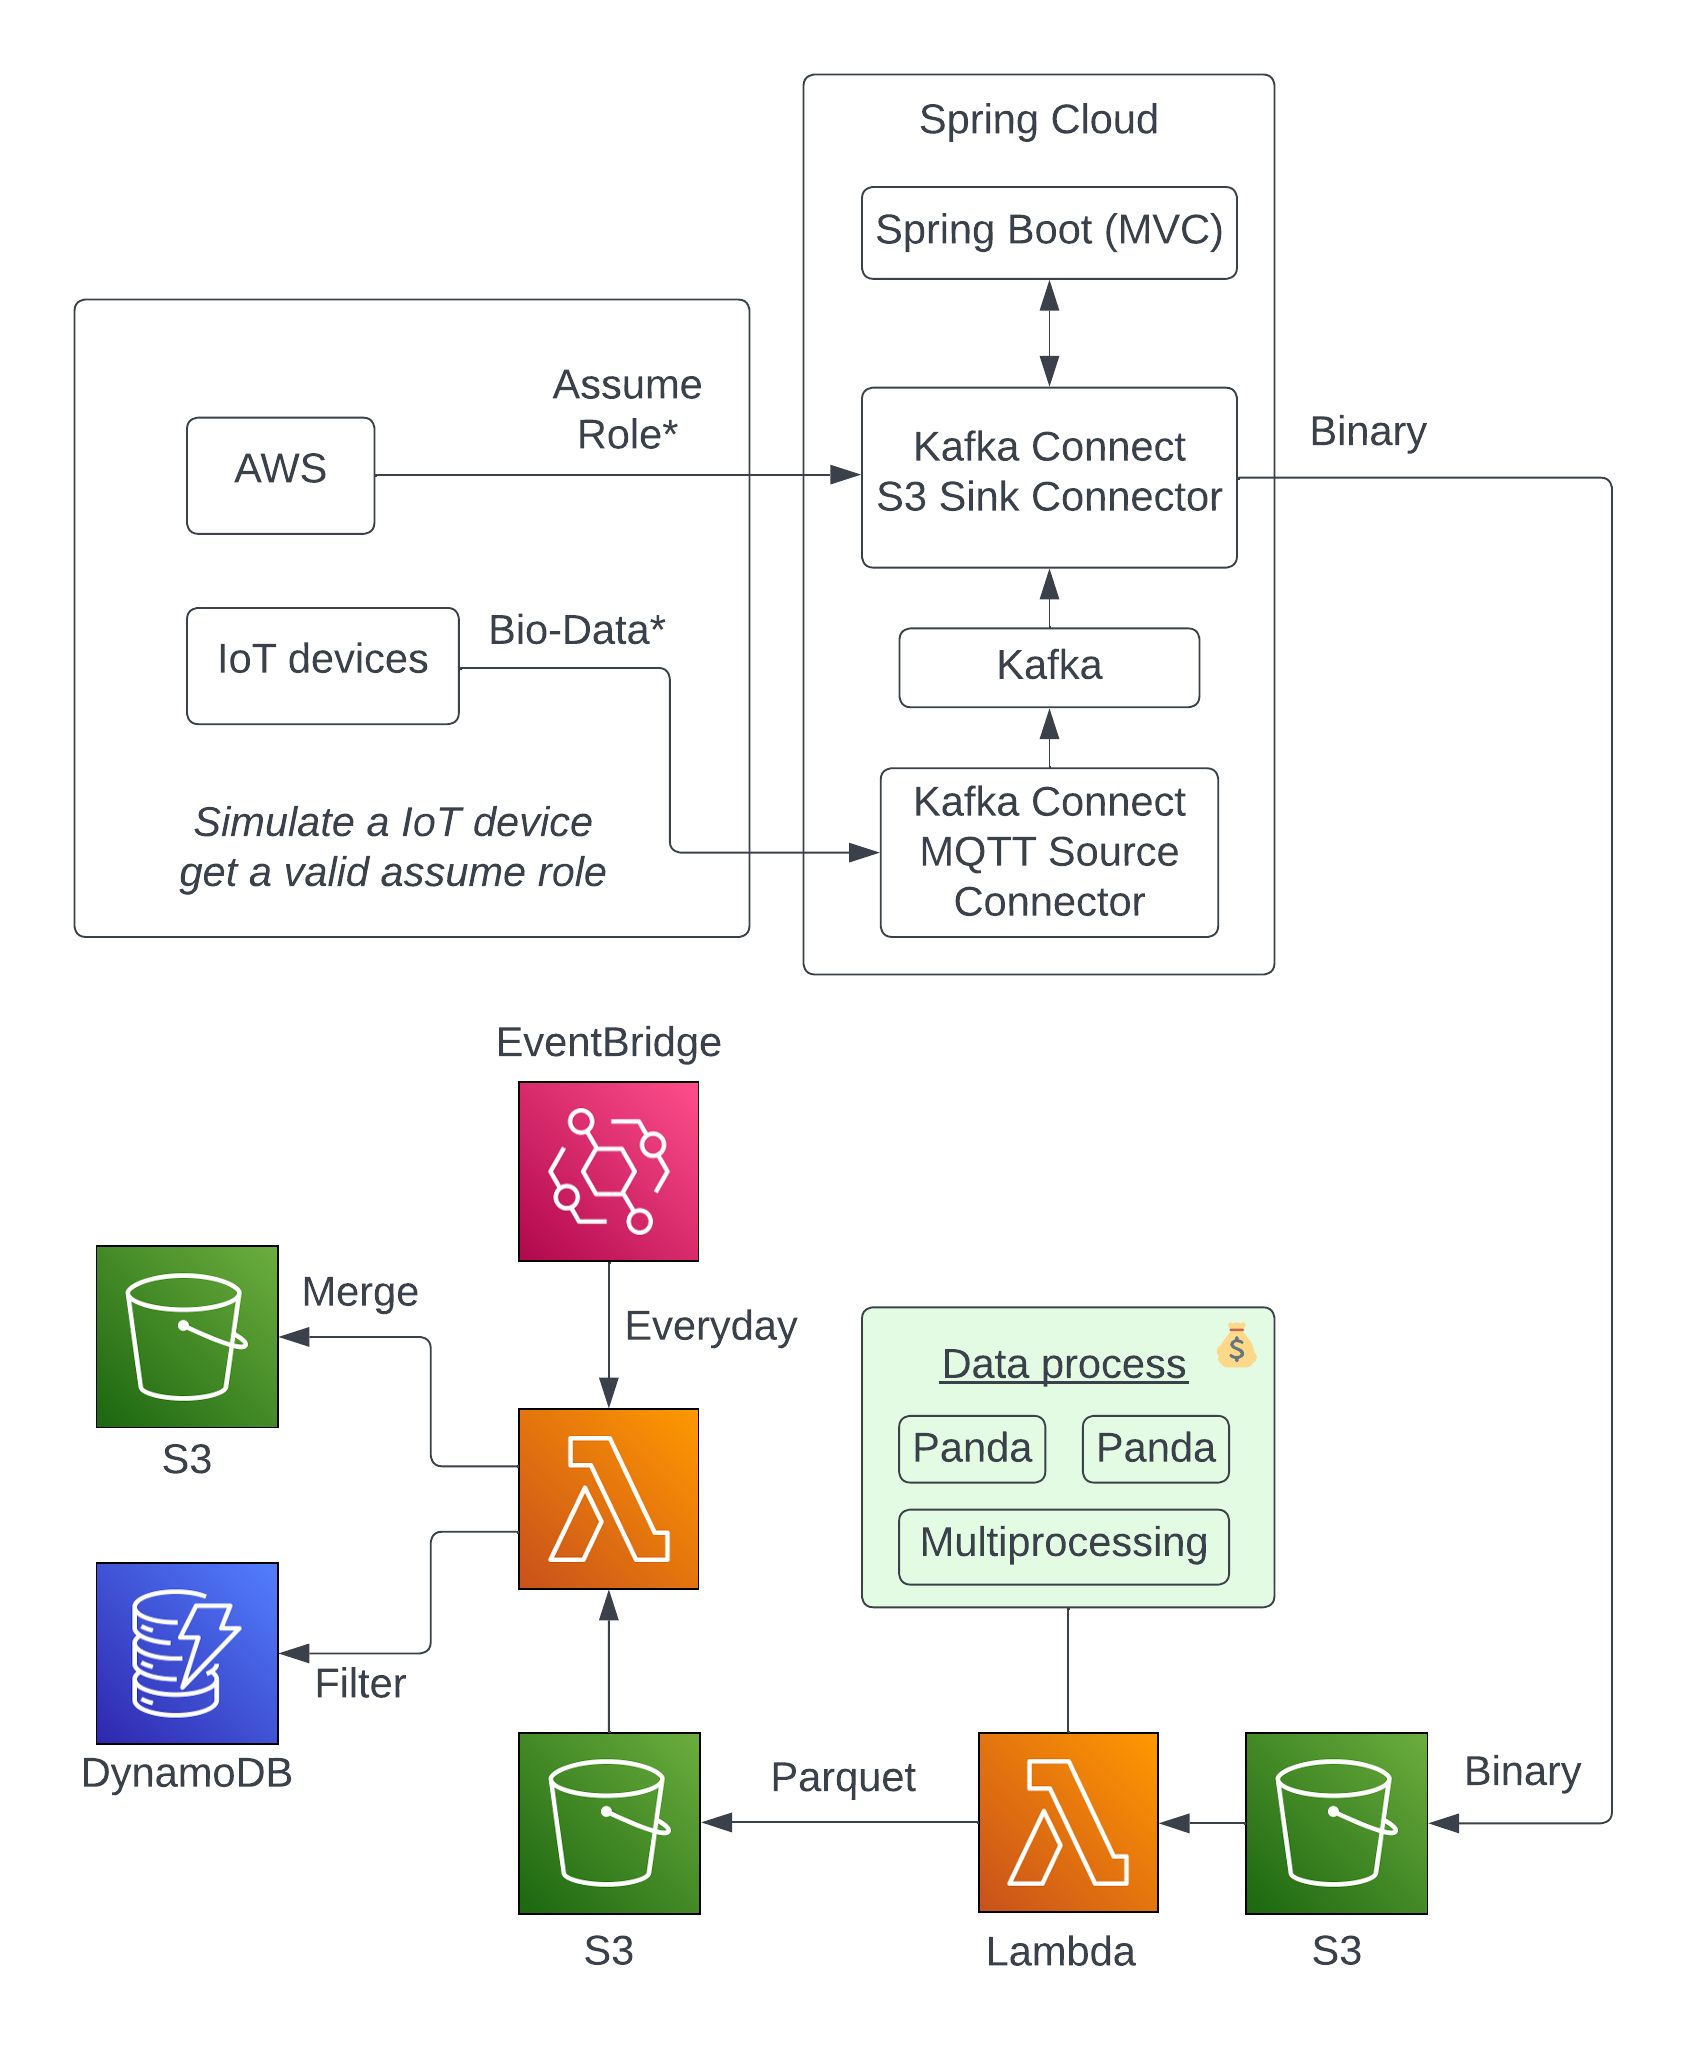 Spring Cloud
Spring Boot (MVC)
Assume
Role*
AWS
Kafka Connect
S3 Sink Connector
Binary
Bio-Data*
IoT devices
Kafka
Simulate a IoT device
get a valid assume role
Kafka Connect
MQTT Source
Connector
EventBridge
Merge
Everyday
S3
Data process
$
Panda
Panda
Multiprocessing
Filter
DynamoDB
Parquet
Binary
S3
Lambda
S3